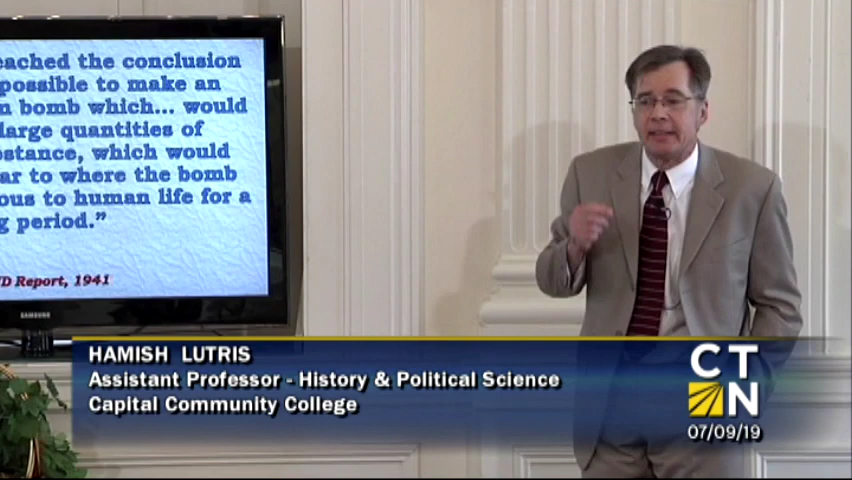 eached the conclusion
possible to make an
n bomb which... would
large quantities of
bstance, which would
ar to where the bomb
ous to human life for a
g period.”
D Report, 1941
SAMSUNG
HAMISH LUTRIS
Assistant Professor - History & Political Science
Capital Community College
CT
N
07/09/19